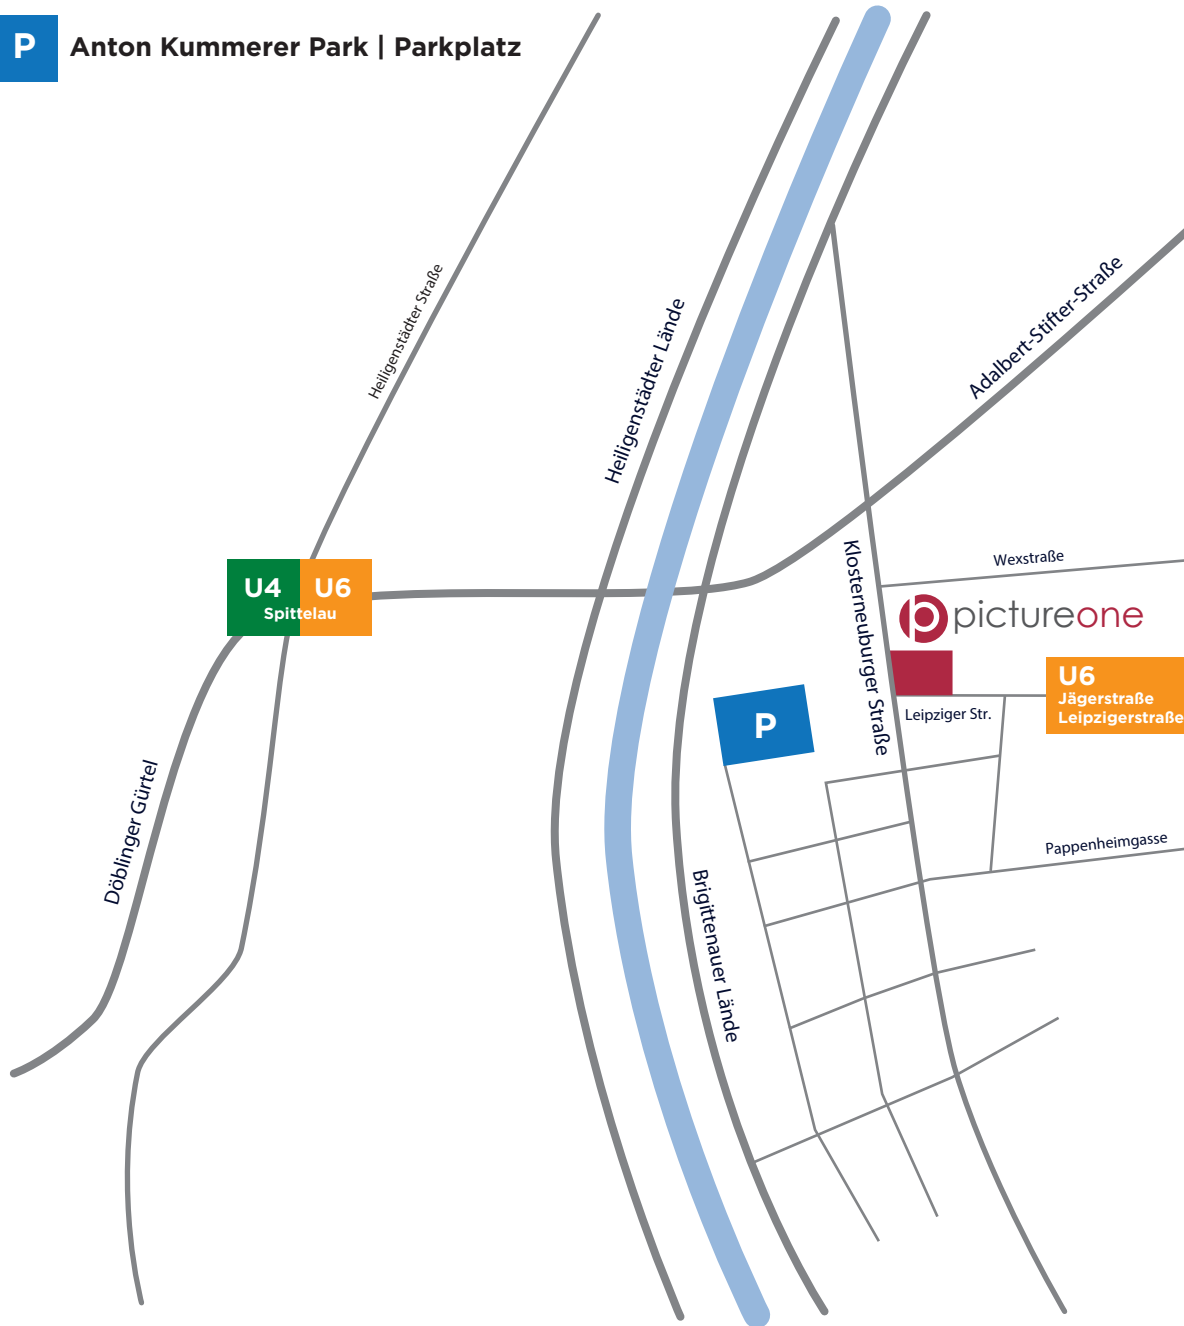 P Anton Kummerer Park | Parkplatz
Heiligenstädter Straße
Heiligenstädter Lände
Adalbert-Stifter-Straße
Klosterneuburger Straße
Wexstraße
U4 U6
Spittelau
pictureone
U6
Jägerstraße
Leipzigerstraße
Leipziger Str.
P
Döblinger Gürtel
Pappenheimgasse
Brigittenauer Lände